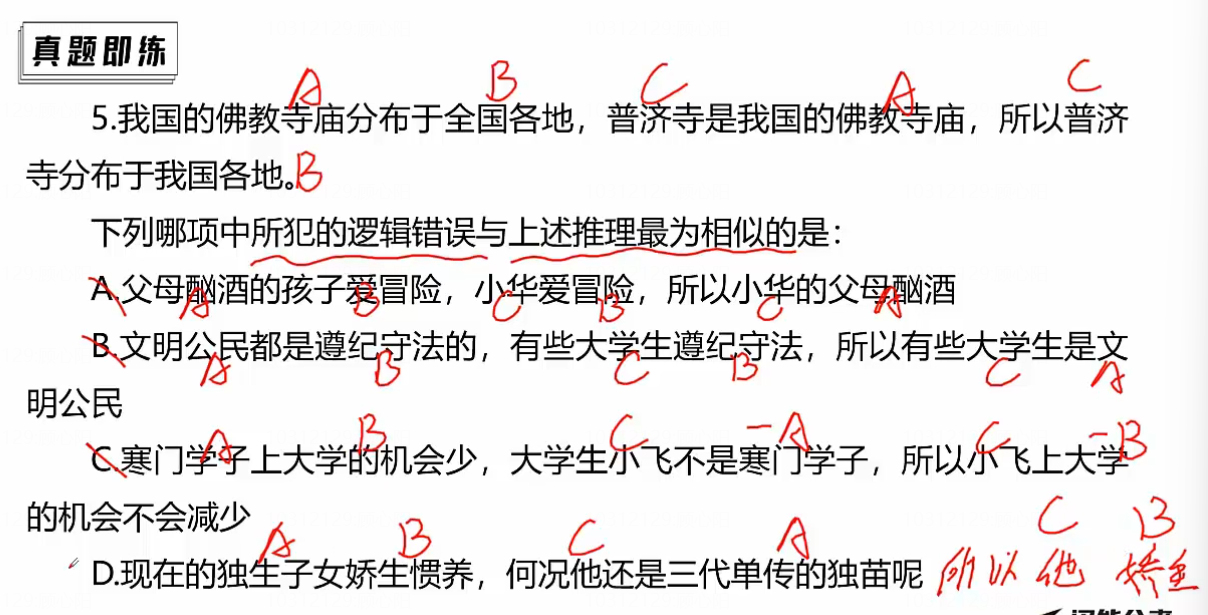 真题即练
A B C A C
5.我国的佛教寺庙分布于全国各地，普济寺是我国的佛教寺庙，所以普济
寺分布于我国各地。B
下列哪项中所犯的逻辑错误与上述推理最为相似的是：
A.父母酗酒的孩子爱冒险，小华爱冒险，所以小华的父母酗酒
A B C B C A
B.文明公民都是遵纪守法的，有些大学生遵纪守法，所以有些大学生是文
A B C B C A
明公民
A B C -A C -B
C.寒门学子上大学的机会少，大学生小飞不是寒门学子，所以小飞上大学
的机会不会减少
A B C A C B
D.现在的独生子女娇生惯养，何况他还是三代单传的独苗呢 所以 他 娇生